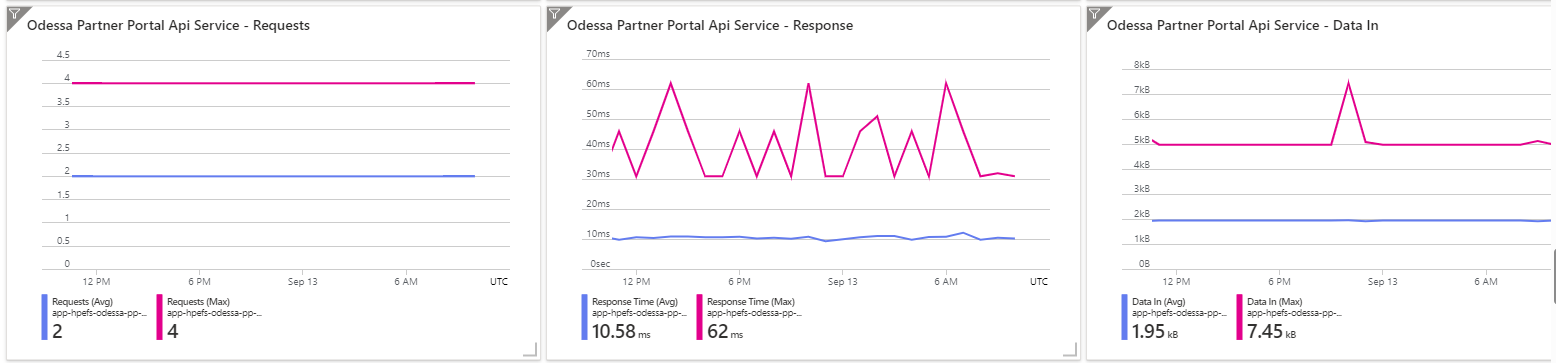 Odessa Partner Portal Api Service - Requests
4.5
4
3.5
3
2.5
2
1.5
1
0.5
0
12 PM
6 PM
Sep 13
6 AM
UTC
Requests (Avg)
app-hpefs-odessa-pp-...
2
Requests (Max)
app-hpefs-odessa-pp-...
4
Odessa Partner Portal Api Service - Response
70ms
60ms
50ms
40ms
30ms
20ms
10ms
0sec
12 PM
6 PM
Sep 13
6 AM
UTC
Response Time (Avg)
app-hpefs-odessa-pp-...
10.58 ms
Response Time (Max)
app-hpefs-odessa-pp-...
62 ms
Odessa Partner Portal Api Service - Data In
8kB
7kB
6kB
5kB
4kB
3kB
2kB
1kB
0B
12 PM
6 PM
Sep 13
6 AM
Data In (Avg)
app-hpefs-odessa-pp-...
1.95 kB
Data In (Max)
app-hpefs-odessa-pp-...
7.45 kB